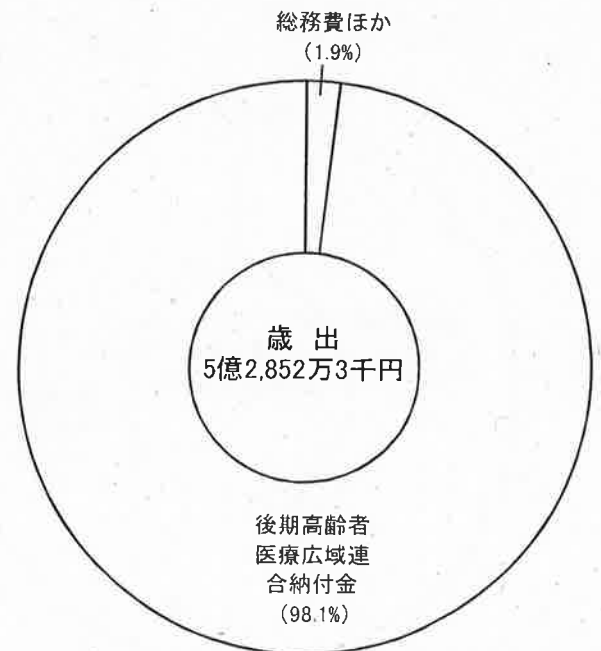 総務費ほか
(1.9%)
歳 出
5億2,852万3千円
後期高齢者
医療広域連
合納付金
(98.1%)